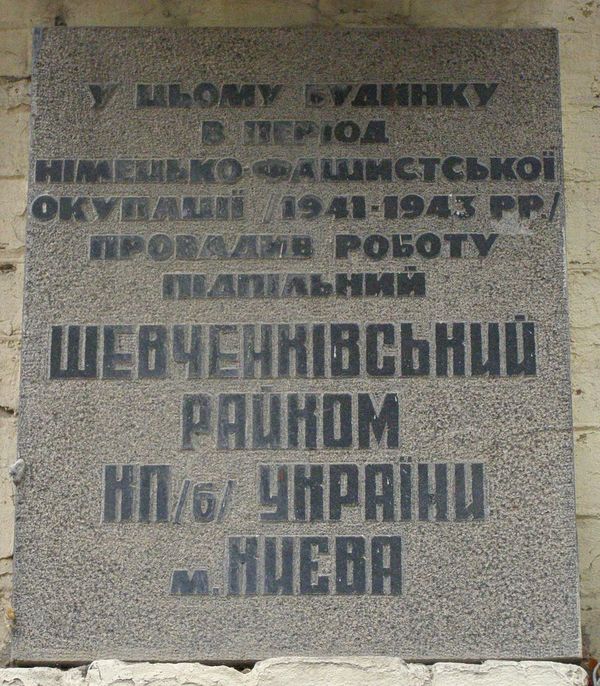 У ЦЬОМУ БУДИНКУ
В ПЕРІОД
НІМЕЦЬКО-ФАШИСТСЬКОЇ
ОКУПАЦІЇ /1941-1943 РР./
ПРОВАДИВ РОБОТУ
ПІДПІЛЬНИЙ
ШЕВЧЕНКІВСЬКИЙ
РАЙКОМ
КП/б/ УКРАЇНИ
м. КИЄВА